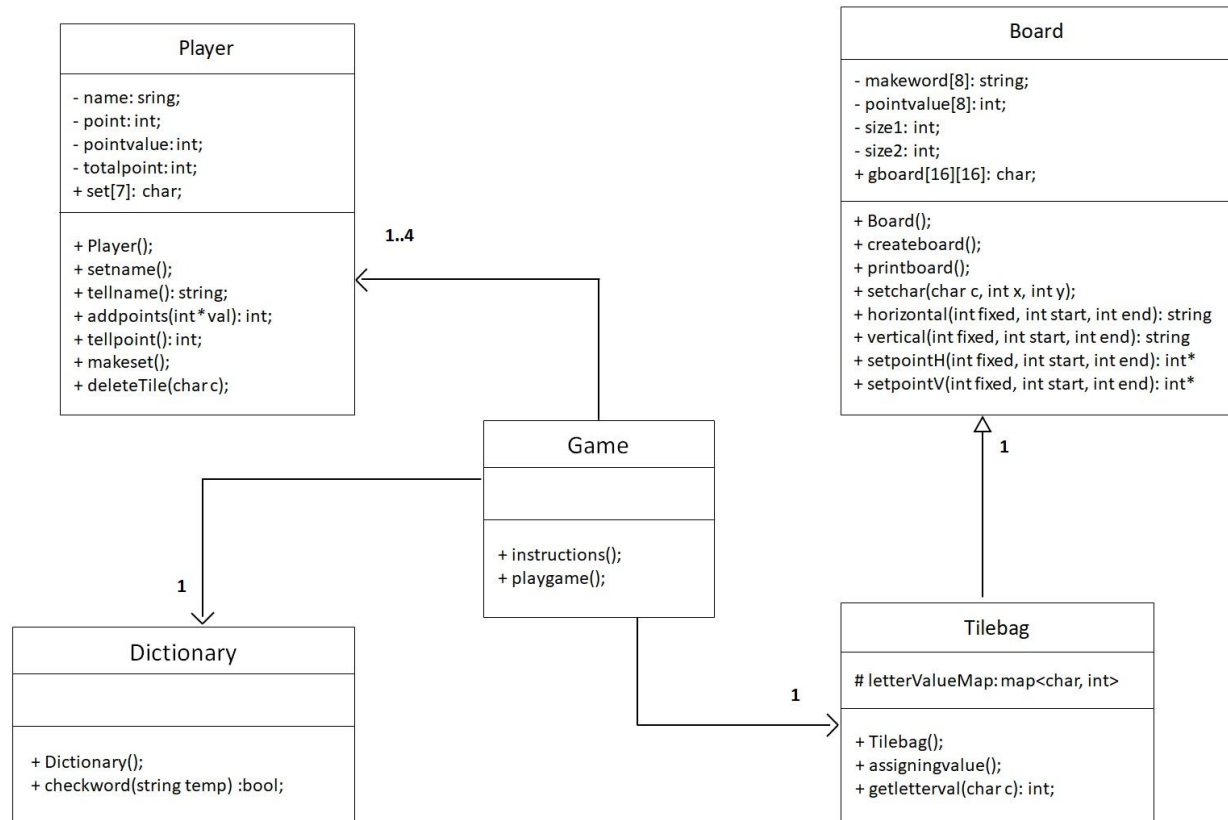 Player
- name: sring;
- point: int;
- pointvalue: int;
- totalpoint: int;
+ set[7]: char;
+ Player();
+ setname();
+ tellname(): string;
+ addpoints(int* val): int;
+ tellpoint(): int;
+ makeset();
+ deleteTile(char c);
Board
- makeword[8]: string;
- pointvalue[8]: int;
- size1: int;
- size2: int;
+ gboard[16][16]: char;
+ Board();
+ createboard();
+ printboard();
+ setchar(char c, int x, int y);
+ horizontal(int fixed, int start, int end): string
+ vertical(int fixed, int start, int end): string
+ setpointH(int fixed, int start, int end): int*
+ setpointV(int fixed, int start, int end): int*
1..4
1
Game
+ instructions();
+ playgame();
1
Dictionary
+ Dictionary();
+ checkword(string temp) :bool;
1
Tilebag
# letterValueMap: map<char, int>
+ Tilebag();
+ assigningvalue();
+ getletterval(char c): int;